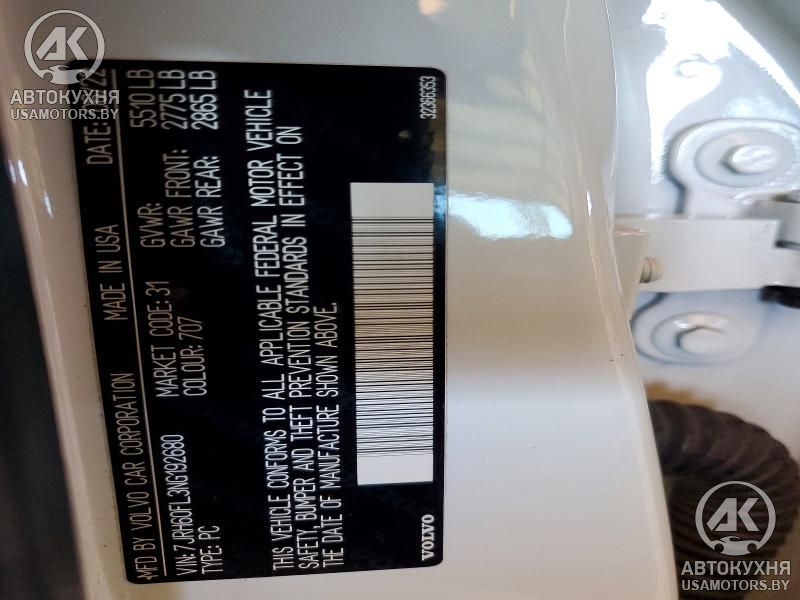 MFD BY VOLVO CAR CORPORATION MADE IN USA DATE:
VIN: 7JRH60FL3NG192680 MARKET CODE: 31 GVWR: 5510 LB
TYPE: PC COLOUR: 707 GAWR FRONT: 2775 LB
GAWR REAR: 2865 LB
THIS VEHICLE CONFORMS TO ALL APPLICABLE FEDERAL MOTOR VEHICLE
SAFETY, BUMPER AND THEFT PREVENTION STANDARDS IN EFFECT ON
THE DATE OF MANUFACTURE SHOWN ABOVE.
VOLVO 32366353
АК
АВТОКУХНЯ
USAMOTORS.BY
АК
АВТОКУХНЯ
USAMOTORS.BY